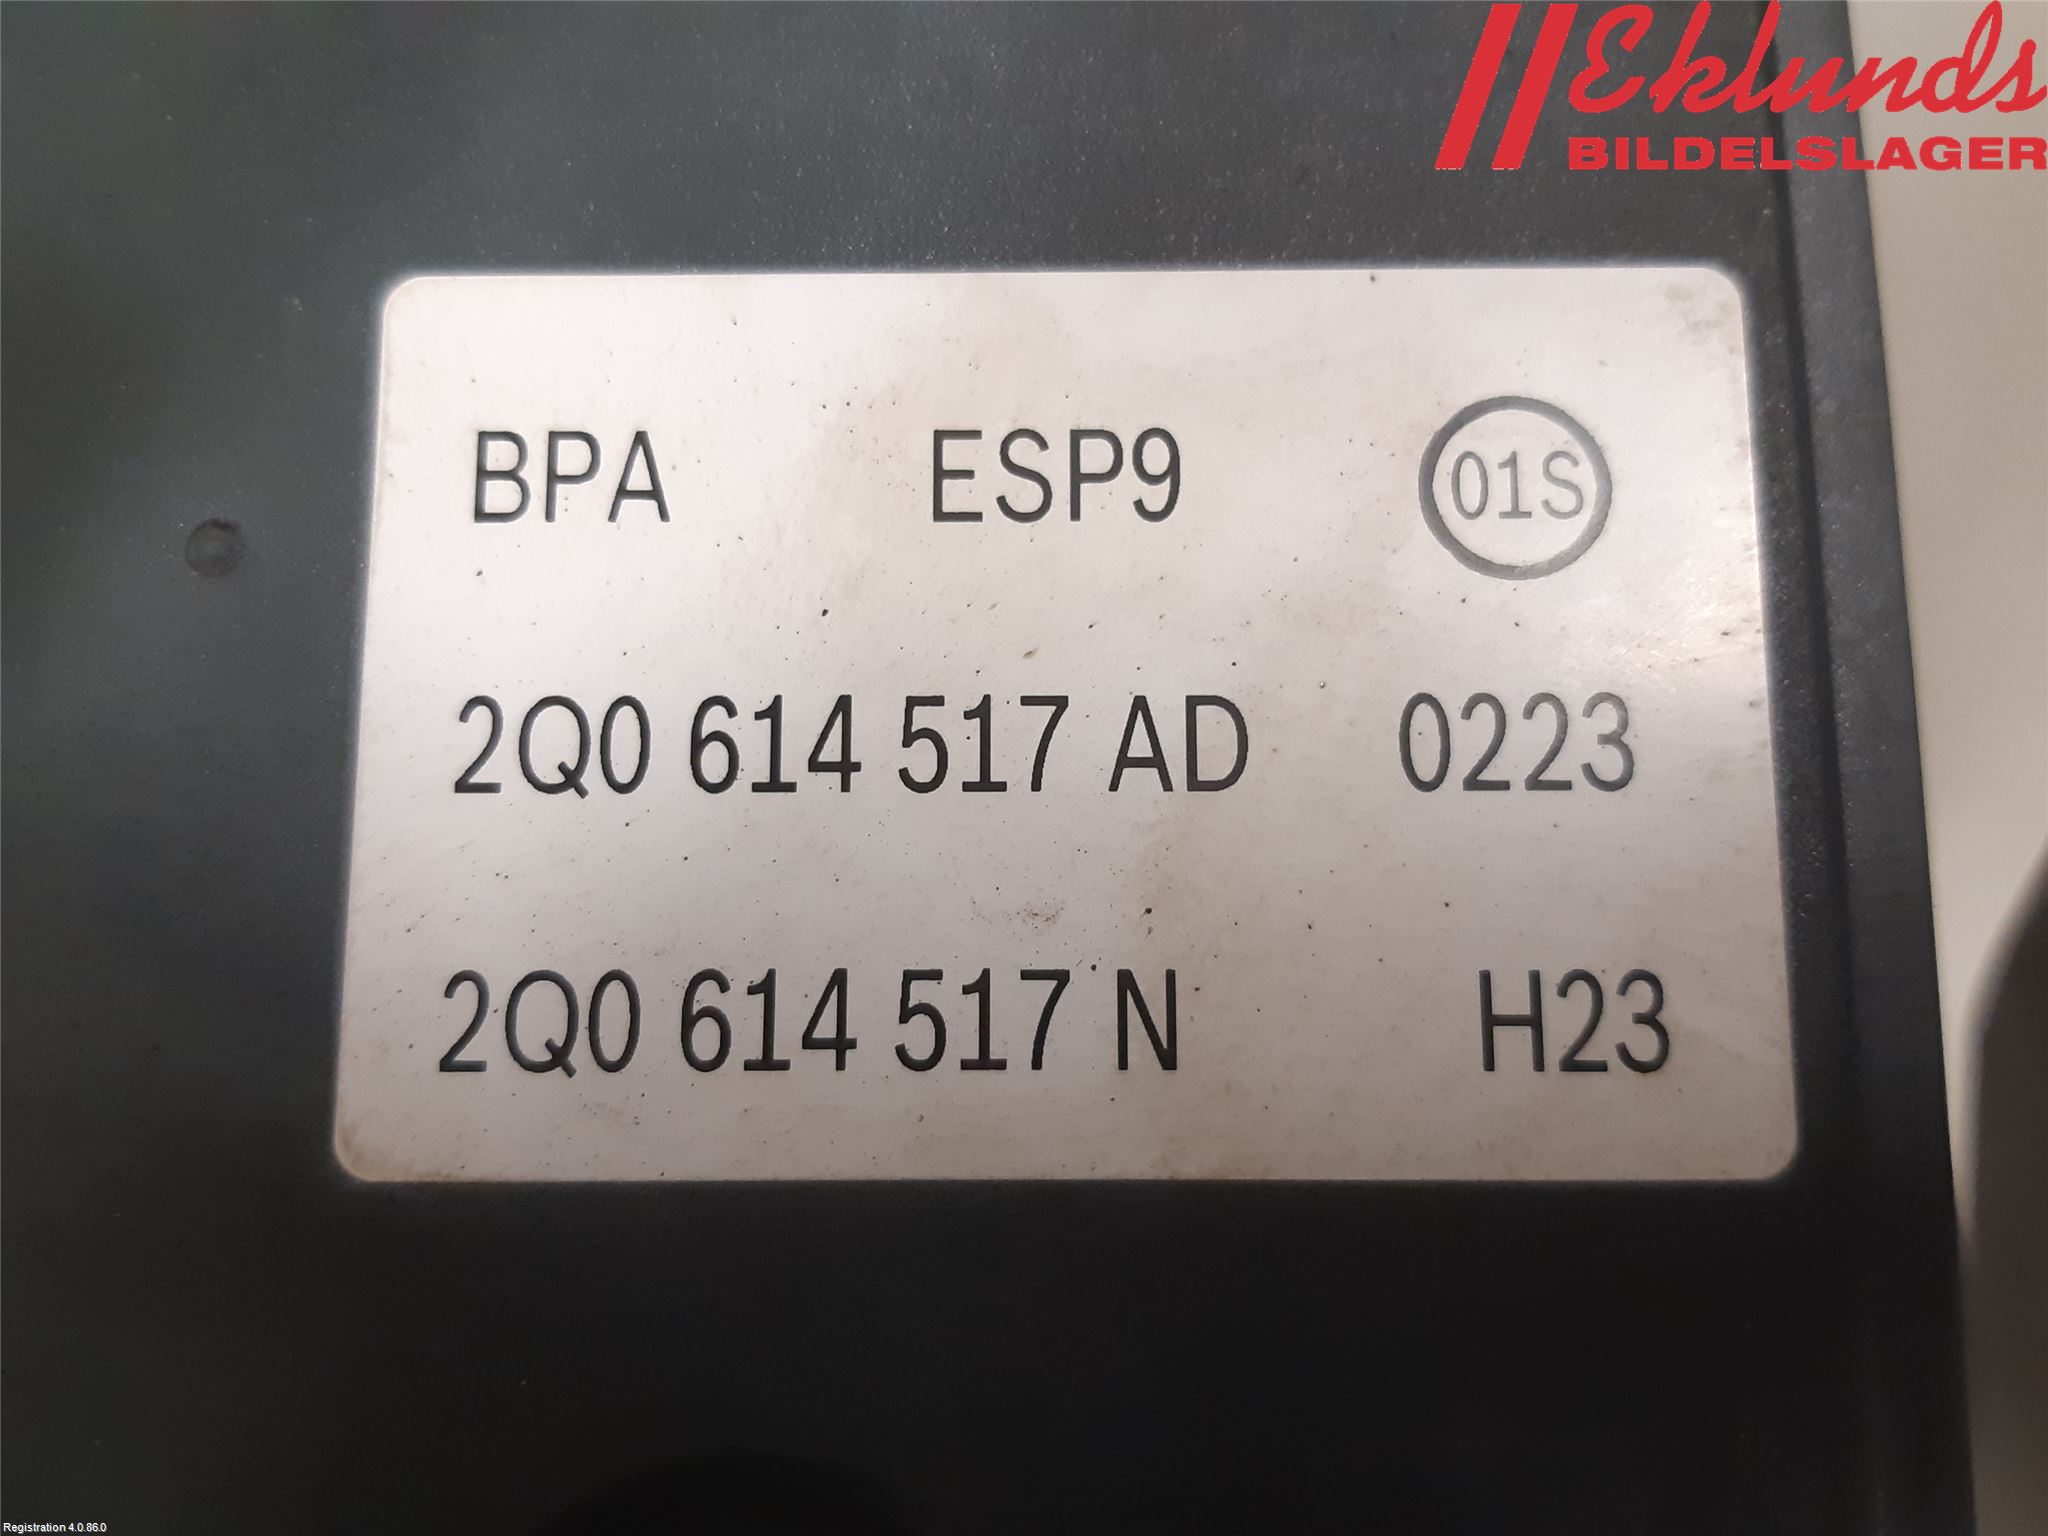 Eklunds
BILDELSLAGER
BPA ESP9 01S
2Q0 614 517 AD 0223
2Q0 614 517 N H23
Registration 4.0.86.0